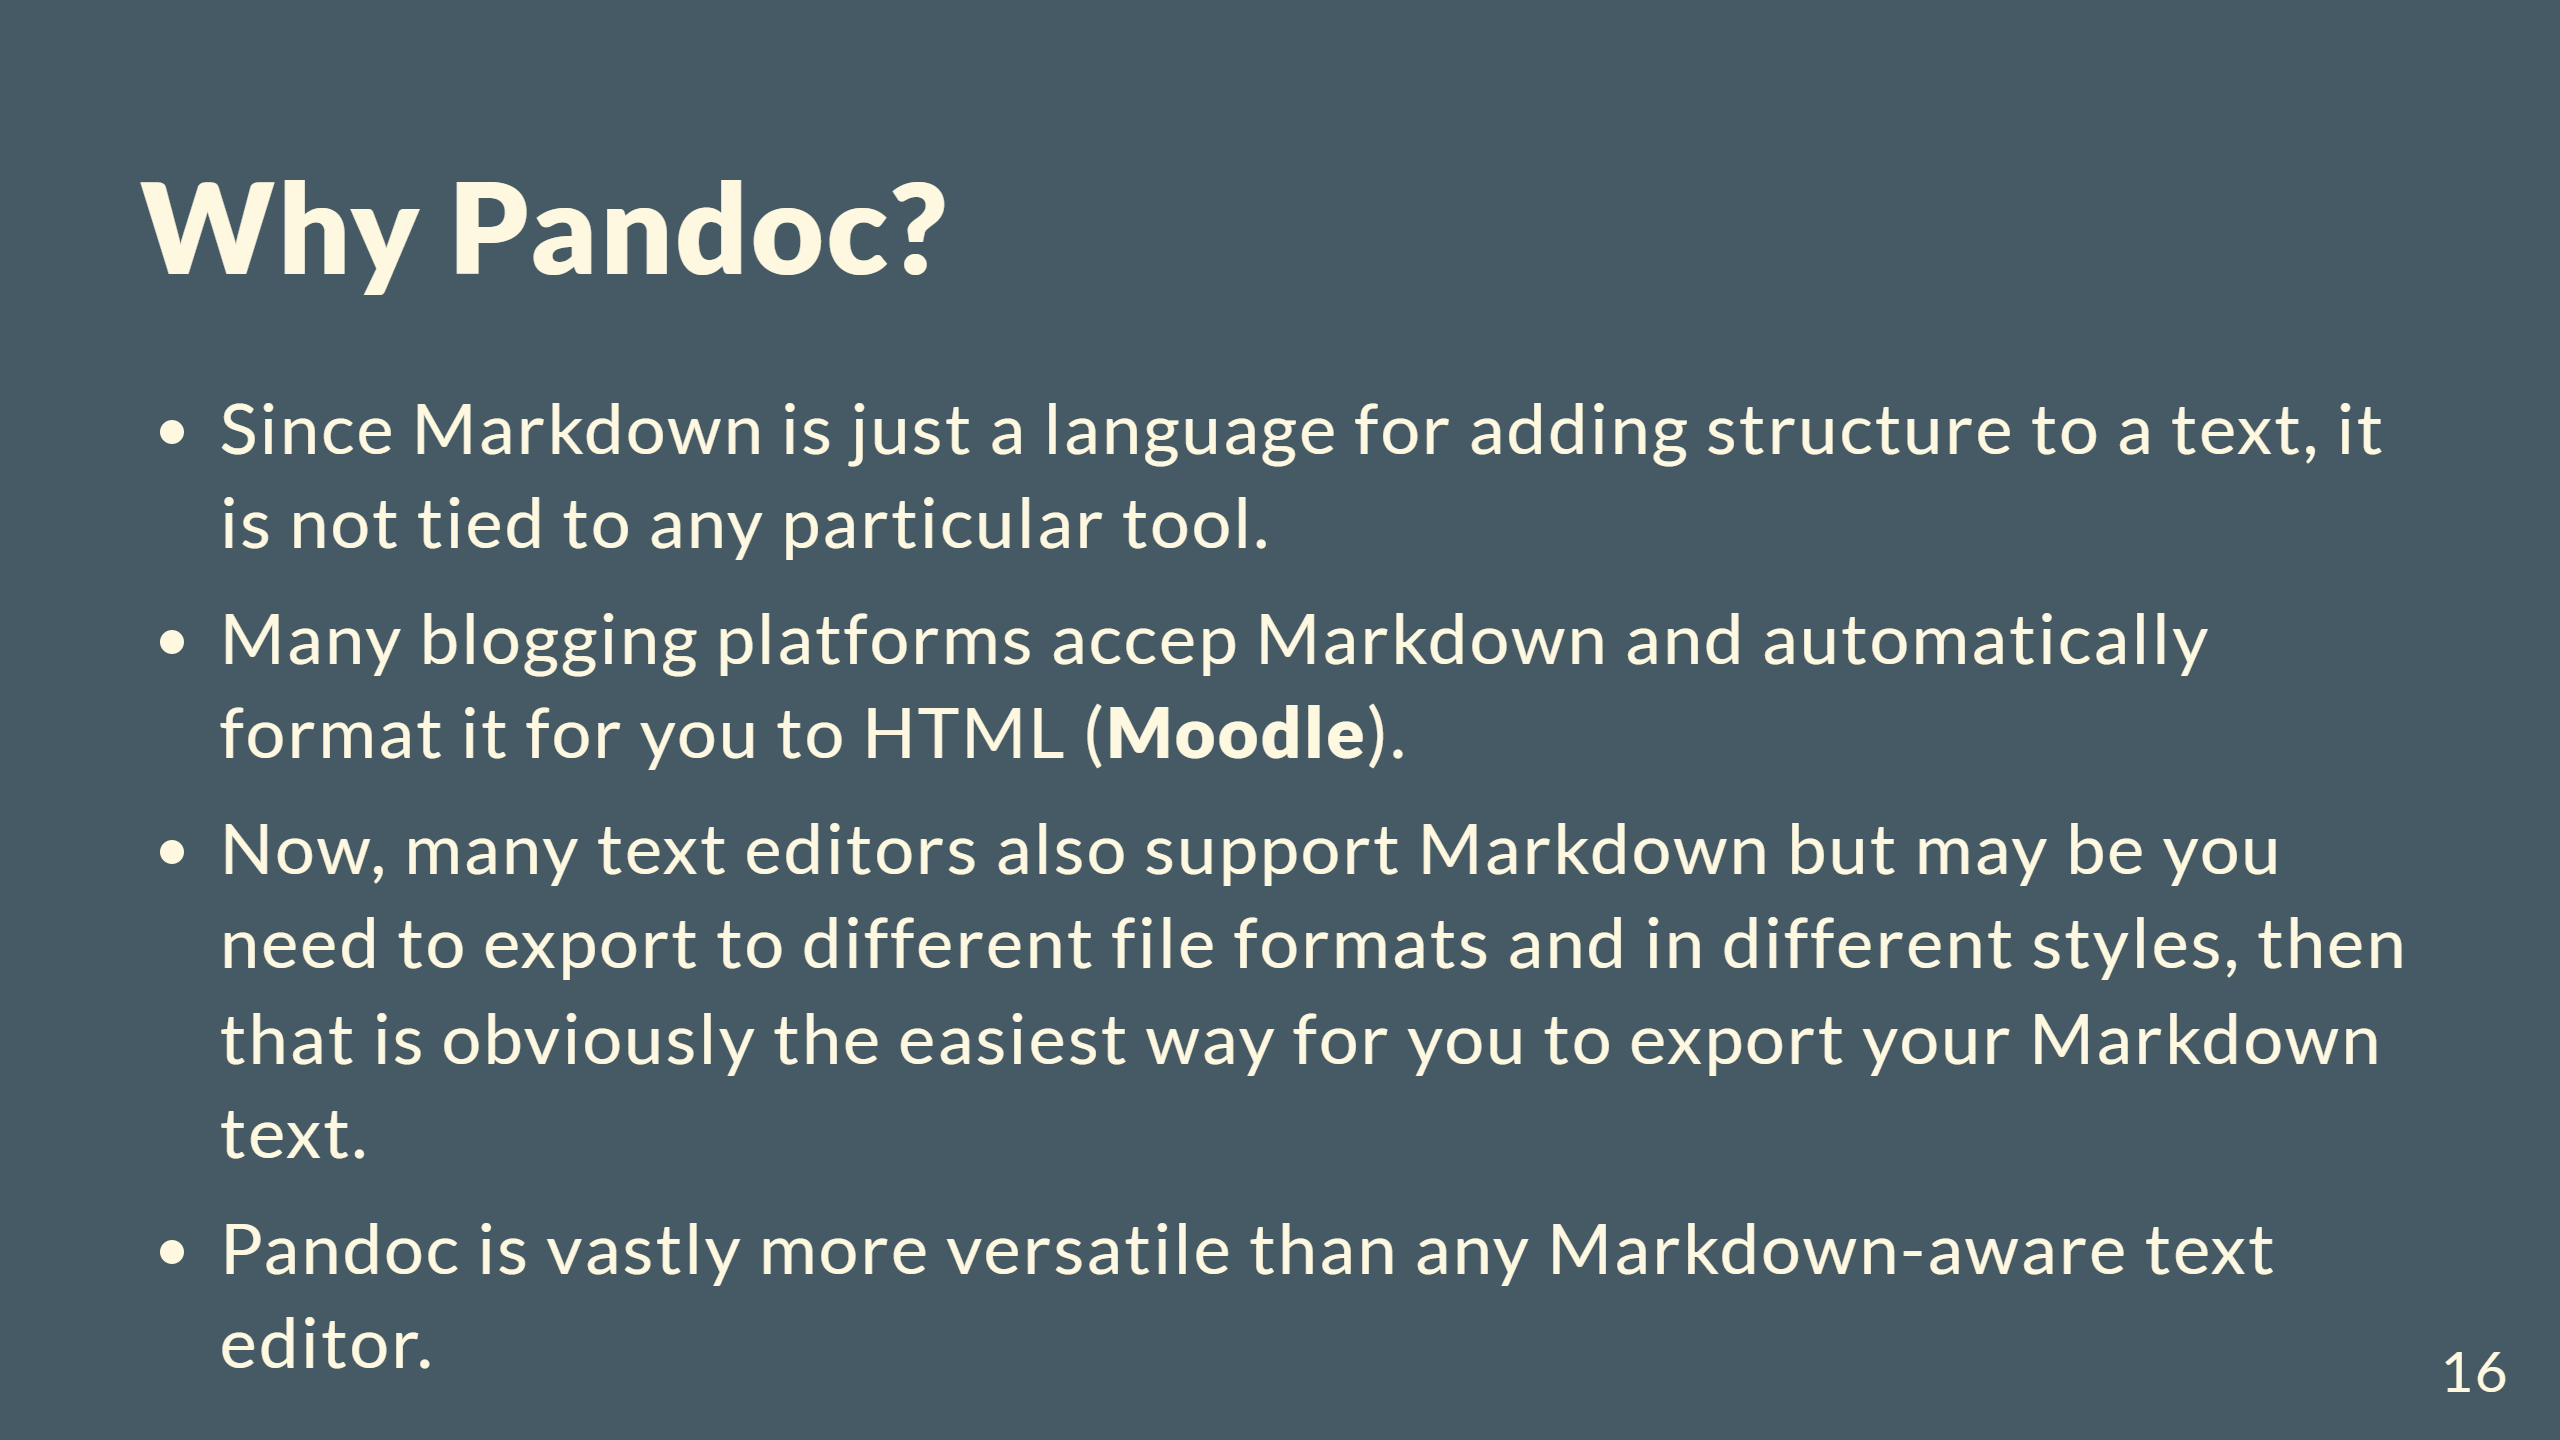 Why Pandoc?
• Since Markdown is just a language for adding structure to a text, it
is not tied to any particular tool.
• Many blogging platforms accep Markdown and automatically
format it for you to HTML (Moodle).
• Now, many text editors also support Markdown but may be you
need to export to different file formats and in different styles, then
that is obviously the easiest way for you to export your Markdown
text.
• Pandoc is vastly more versatile than any Markdown-aware text
editor.
16